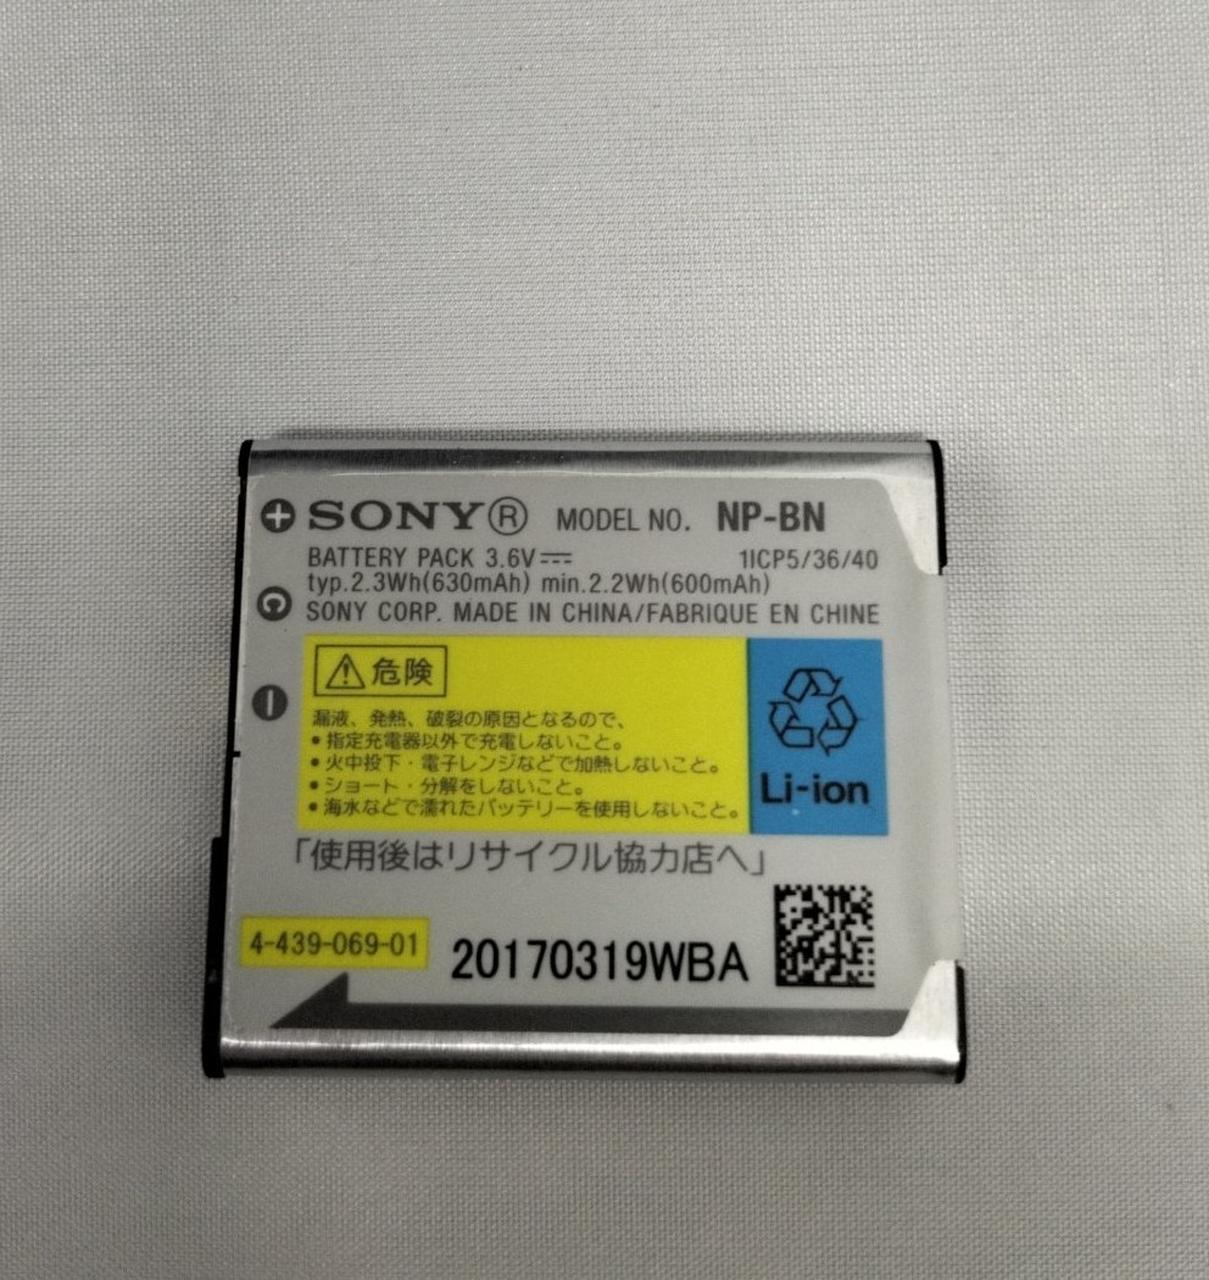 SONY® MODEL NO. NP-BN
BATTERY PACK 3.6V⎓ 1ICP5/36/40
typ.2.3Wh(630mAh) min.2.2Wh(600mAh)
SONY CORP. MADE IN CHINA/FABRIQUE EN CHINE
⚠危険
漏液、発熱、破裂の原因となるので、
•指定充電器以外で充電しないこと。
•火中投下・電子レンジなどで加熱しないこと。
•ショート・分解をしないこと。
•海水などで濡れたバッテリーを使用しないこと。
Li-ion
「使用後はリサイクル協力店へ」
4-439-069-01
20170319WBA